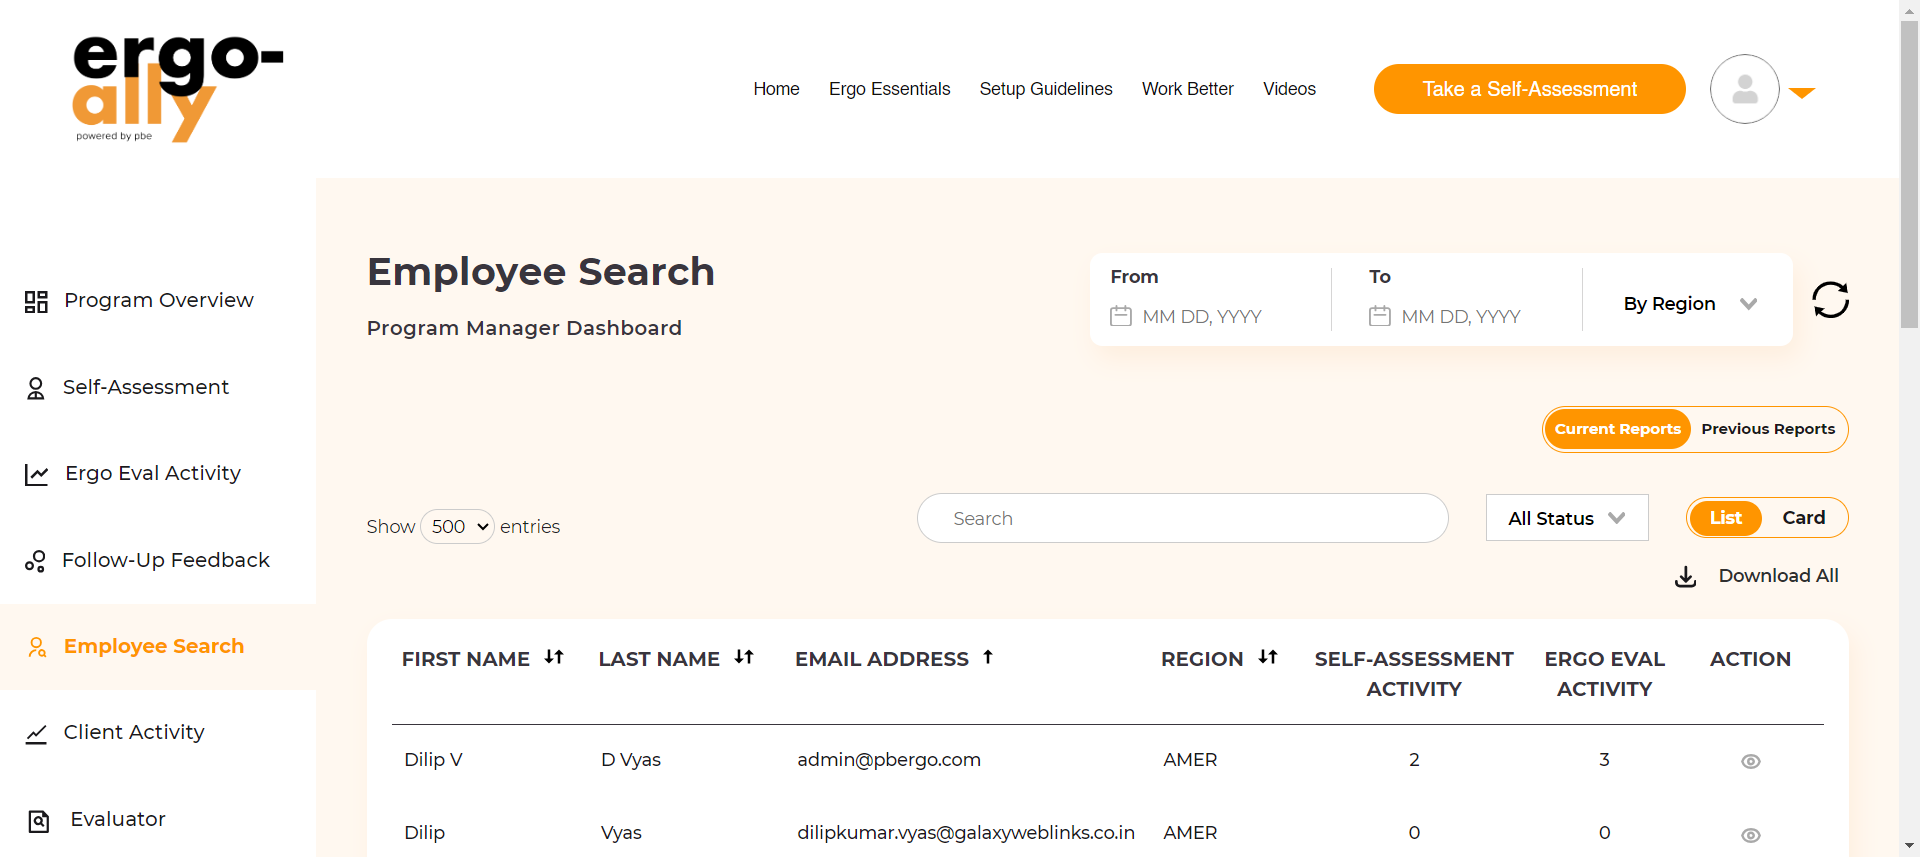 ergo-
ally
powered by pbe
Home Ergo Essentials Setup Guidelines Work Better Videos Take a Self-Assessment
Program Overview
Self-Assessment
Ergo Eval Activity
Follow-Up Feedback
Employee Search
Client Activity
Evaluator
Employee Search
Program Manager Dashboard
From To
MM DD, YYYY MM DD, YYYY By Region
Current Reports Previous Reports
Show 500 entries Search All Status List Card
Download All
FIRST NAME LAST NAME EMAIL ADDRESS REGION SELF-ASSESSMENT ERGO EVAL ACTION
ACTIVITY ACTIVITY
Dilip V D Vyas admin@pbergo.com AMER 2 3
Dilip Vyas dilipkumar.vyas@galaxyweblinks.co.in AMER 0 0